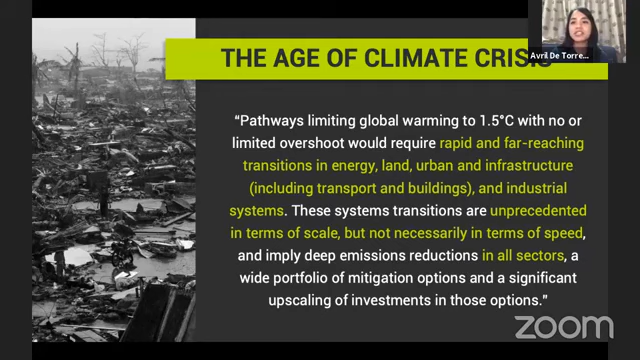 THE AGE OF CLIMATE CRISIS
Avril De Torre...
“Pathways limiting global warming to 1.5°C with no or
limited overshoot would require rapid and far-reaching
transitions in energy, land, urban and infrastructure
(including transport and buildings), and industrial
systems. These systems transitions are unprecedented
in terms of scale, but not necessarily in terms of speed,
and imply deep emissions reductions in all sectors, a
wide portfolio of mitigation options and a significant
upscaling of investments in those options.”
zoom